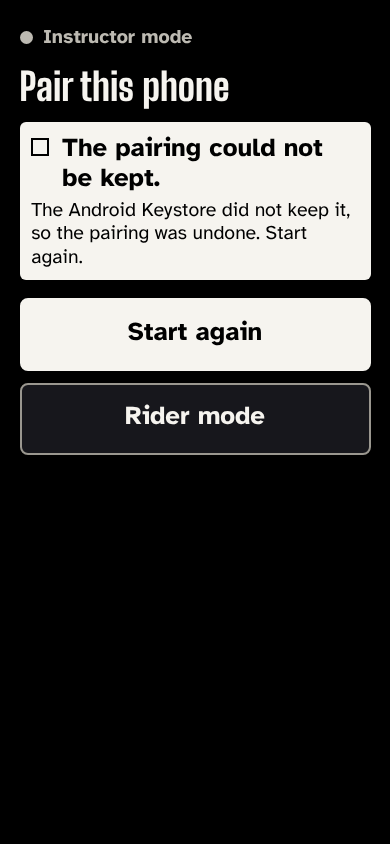 Instructor mode
Pair this phone
The pairing could not
be kept.
The Android Keystore did not keep it,
so the pairing was undone. Start
again.
Start again
Rider mode